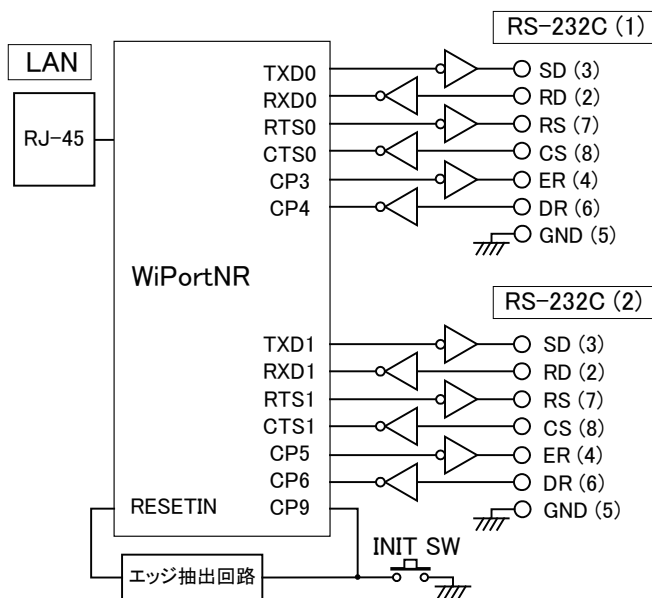 RS-232C (1)
LAN
RJ-45
TXD0
RXD0
RTS0
CTS0
CP3
CP4
SD (3)
RD (2)
RS (7)
CS (8)
ER (4)
DR (6)
GND (5)
WiPortNR
RS-232C (2)
TXD1
RXD1
RTS1
CTS1
CP5
CP6
CP9
SD (3)
RD (2)
RS (7)
CS (8)
ER (4)
DR (6)
GND (5)
RESETIN
INIT SW
エッジ抽出回路